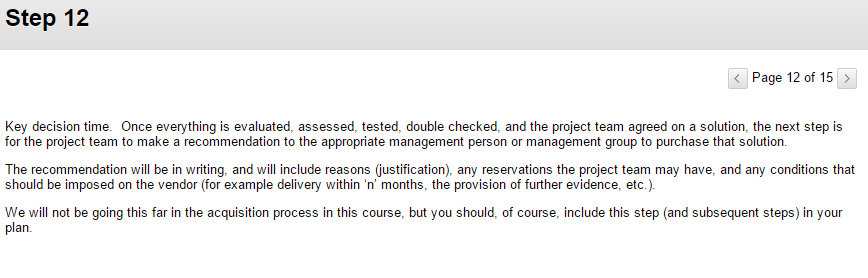 Step 12
Page 12 of 15
Key decision time.  Once everything is evaluated, assessed, tested, double checked, and the project team agreed on a solution, the next step is
for the project team to make a recommendation to the appropriate management person or management group to purchase that solution.
The recommendation will be in writing, and will include reasons (justification), any reservations the project team may have, and any conditions that
should be imposed on the vendor (for example delivery within ‘n’ months, the provision of further evidence, etc.).
We will not be going this far in the acquisition process in this course, but you should, of course, include this step (and subsequent steps) in your
plan.